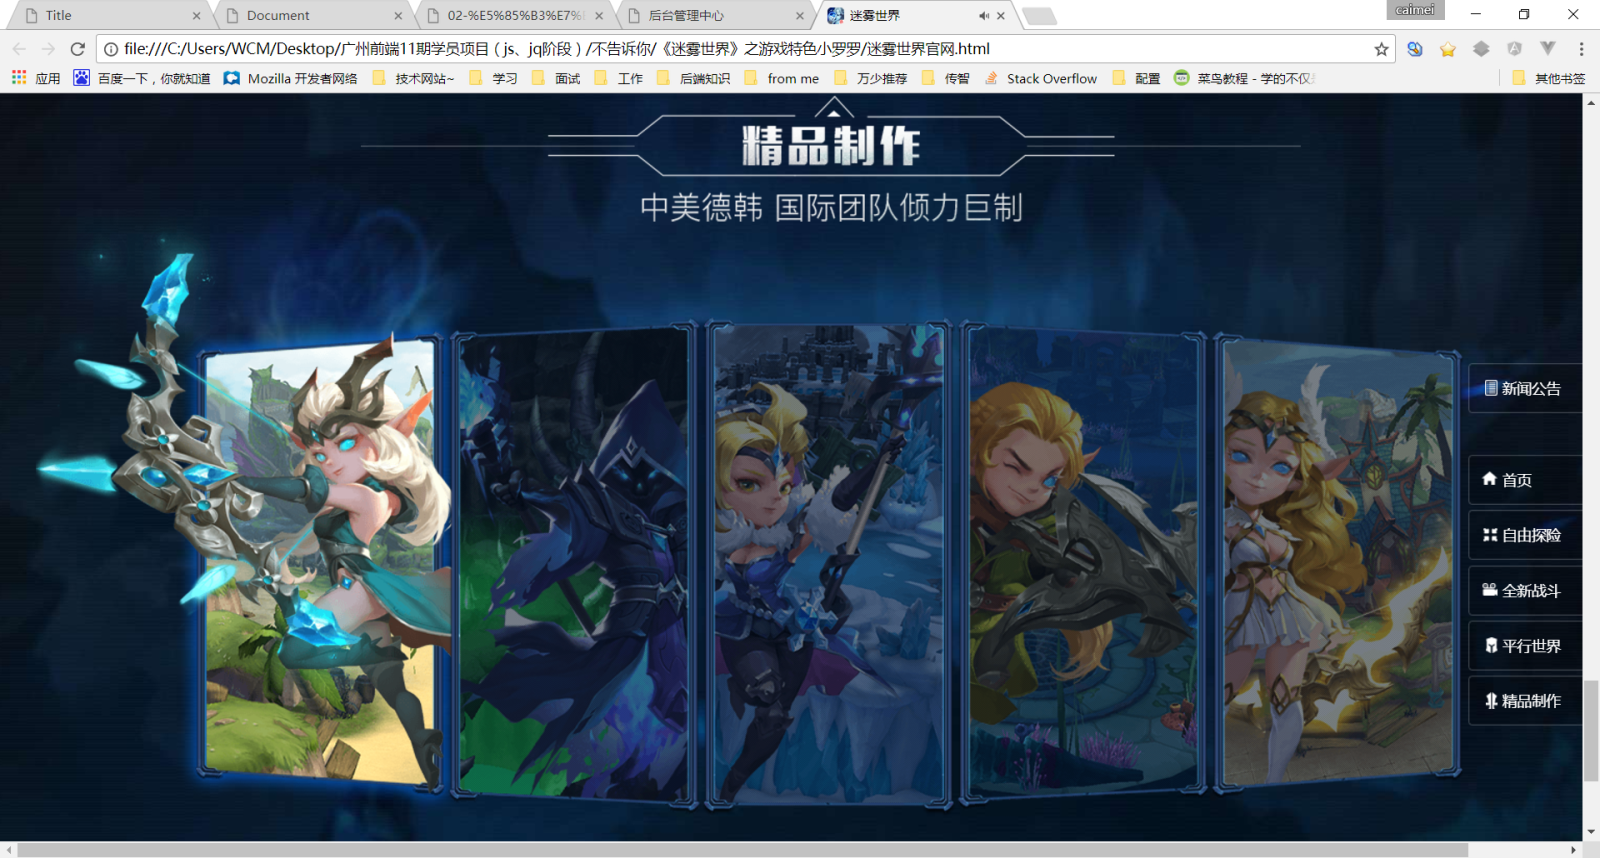 Title
Document
02-%E5%85%B3%E7%
后台管理中心
迷雾世界
caimei
file:///C:/Users/WCM/Desktop/广州前端11期学员项目（js、jq阶段）/不告诉你/《迷雾世界》之游戏特色小罗罗/迷雾世界官网.html
应用
百度一下，你就知道
Mozilla 开发者网络
技术网站~
学习
面试
工作
后端知识
from me
万少推荐
传智
Stack Overflow
配置
菜鸟教程 - 学的不仅
其他书签
精品制作
中美德韩 国际团队倾力巨制
新闻公告
首页
自由探险
全新战斗
平行世界
精品制作